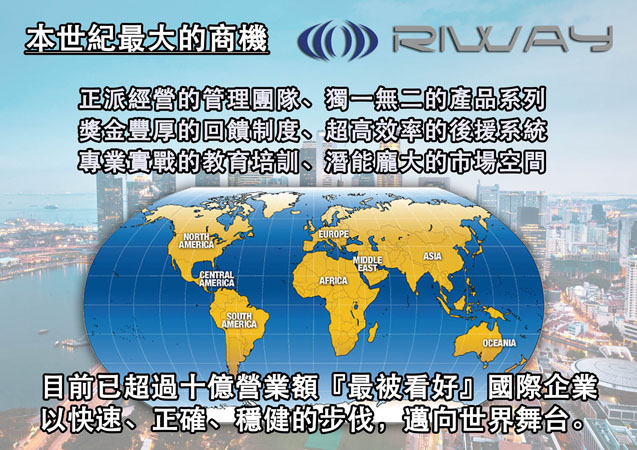 本世紀最大的商機
RIWAY
正派經營的管理團隊、獨一無二的產品系列
獎金豐厚的回饋制度、超高效率的後援系統
專業實戰的教育培訓、潛能龐大的市場空間
NORTH
AMERICA
EUROPE
MIDDLE
EAST
ASIA
CENTRAL
AMERICA
AFRICA
SOUTH
AMERICA
OCEANIA
目前已超過十億營業額『最被看好』國際企業
以快速、正確、穩健的步伐，邁向世界舞台。